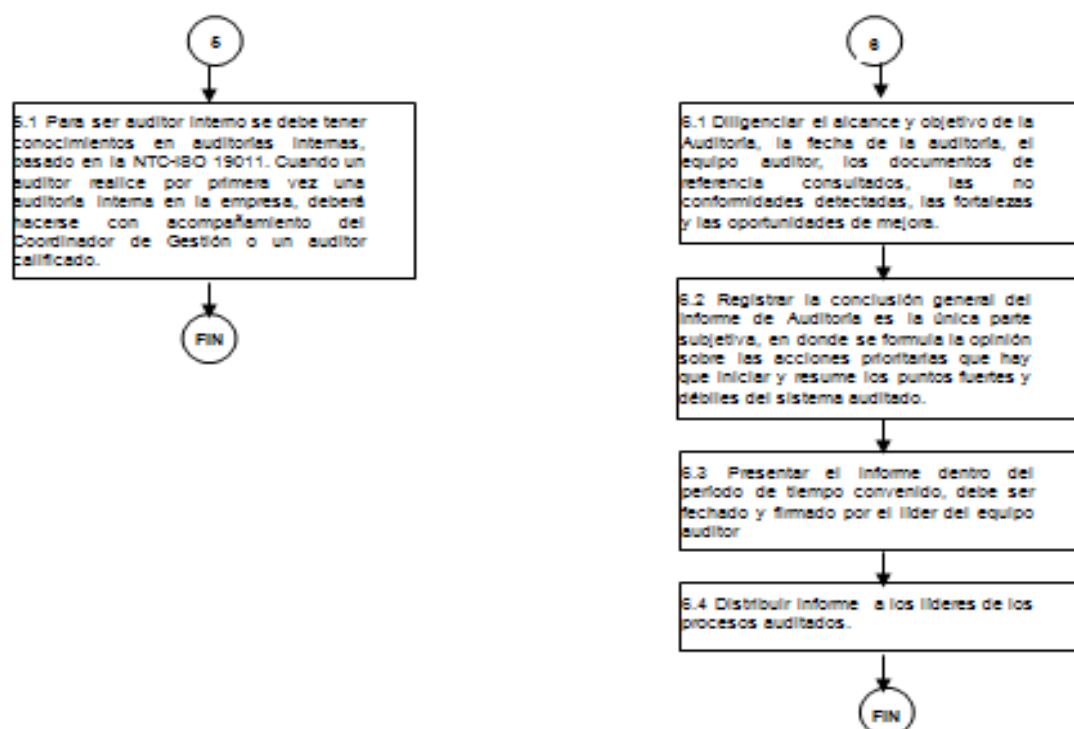 5
5.1 Para ser auditor interno se debe tener
conocimientos en auditorías internas,
basado en la NTC-ISO 19011. Cuando un
auditor realice por primera vez una
auditoría interna en la empresa, deberá
hacerse con acompañamiento del
Coordinador de Gestión o un auditor
calificado.
FIN
6
6.1 Diligenciar el alcance y objetivo de la
Auditoría, la fecha de la auditoría, el
equipo auditor, los documentos de
referencia consultados, las no
conformidades detectadas, las fortalezas
y las oportunidades de mejora.
6.2 Registrar la conclusión general del
informe de Auditoría es la única parte
subjetiva, en donde se formula la opinión
sobre las acciones prioritarias que hay
que iniciar y resume los puntos fuertes y
débiles del sistema auditado.
6.3 Presentar el informe dentro del
período de tiempo convenido, debe ser
fechado y firmado por el líder del equipo
auditor
6.4 Distribuir informe a los líderes de los
procesos auditados.
FIN